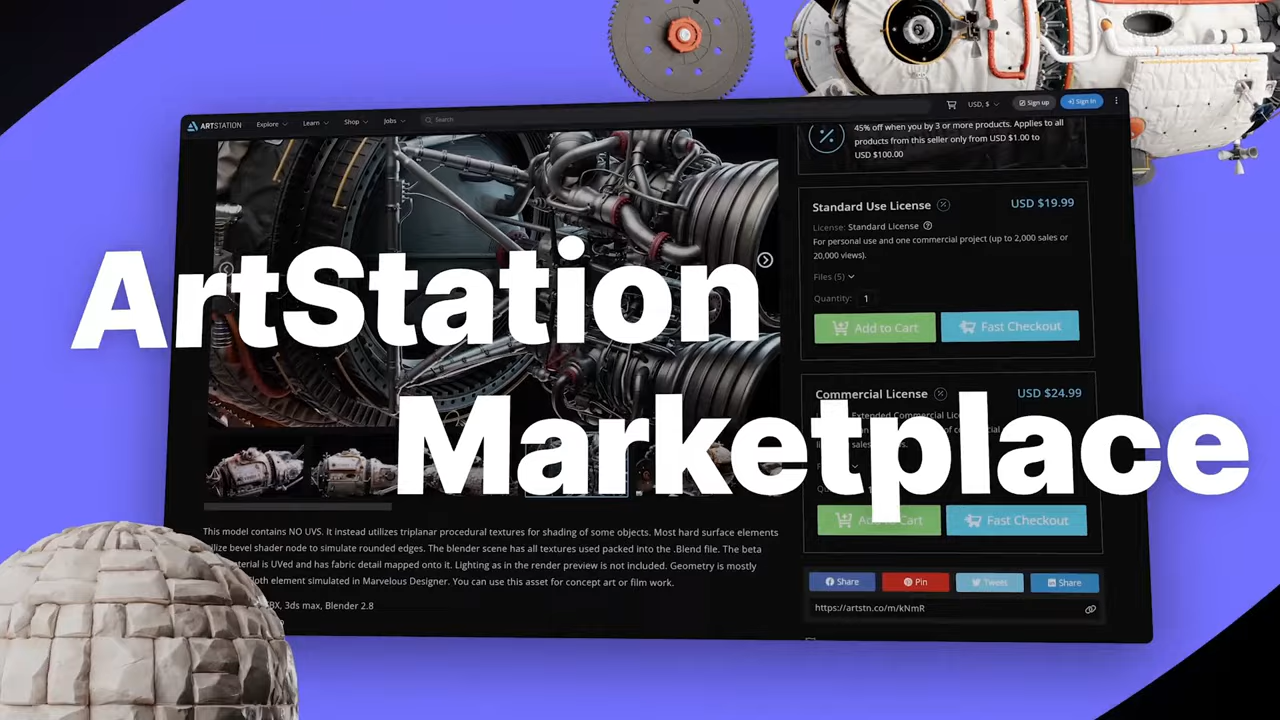 ARTSTATION
Explore
Learn
Shop
Jobs
Search
USD, $
Sign up
Sign In
45% off when you by 3 or more products. Applies to all
products from this seller only from USD $1.00 to
USD $100.00
Standard Use License
USD $19.99
License: Standard License
For personal use and one commercial project (up to 2,000 sales or
20,000 views).
Files (5)
Quantity: 1
Add to Cart
Fast Checkout
ArtStation
Marketplace
Commercial License
USD $24.99
Extended Commercial
Fast Checkout
This model contains NO UVS. It instead utilizes triplanar procedural textures for shading of some objects. Most hard surface elements
bevel shader node to simulate rounded edges. The blender scene has all textures used packed into the .Blend file. The beta
is UVed and has fabric detail mapped onto it. Lighting as in the render preview is not included. Geometry is mostly
element simulated in Marvelous Designer. You can use this asset for concept art or film work.
3ds max, Blender 2.8
Share
Pin
Tweets
Share
https://artstn.co/m/kNmR